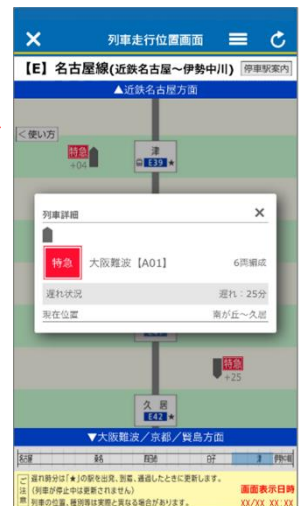 列車走行位置画面
【E】名古屋線(近鉄名古屋～伊勢中川)
停車駅案内
▲近鉄名古屋方面
<使い方
特急
+04
津
E39 ★
列車詳細
特急 大阪難波【A01】 6両編成
遅れ状況 遅れ：25分
現在位置 南が丘～久居
特急
+25
久居
E42 ★
▼大阪難波／京都／賢島方面
津
ご注意
遅れ時分は「★」の駅を出発、到着、通過したときに更新します。
(列車が停止中は更新されません)
列車の位置、種別等は実際と異なる場合があります。
画面表示日時
XX/XX XX:XX